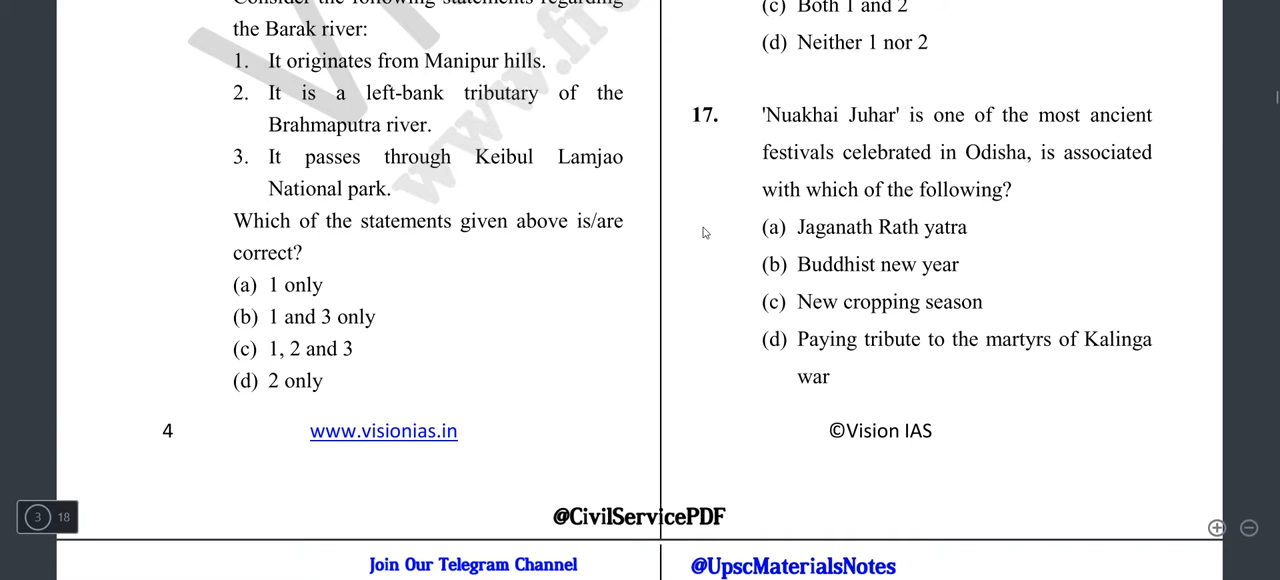 Consider the following statements regarding
the Barak river:
1. It originates from Manipur hills.
2. It is a left-bank tributary of the
Brahmaputra river.
3. It passes through Keibul Lamjao
National park.
Which of the statements given above is/are
correct?
(a) 1 only
(b) 1 and 3 only
(c) 1, 2 and 3
(d) 2 only
(c) Both 1 and 2
(d) Neither 1 nor 2
17. 'Nuakhai Juhar' is one of the most ancient
festivals celebrated in Odisha, is associated
with which of the following?
(a) Jaganath Rath yatra
(b) Buddhist new year
(c) New cropping season
(d) Paying tribute to the martyrs of Kalinga
war
4 www.visionias.in ©Vision IAS
3 18
@CivilServicePDF
Join Our Telegram Channel @UpscMaterialsNotes